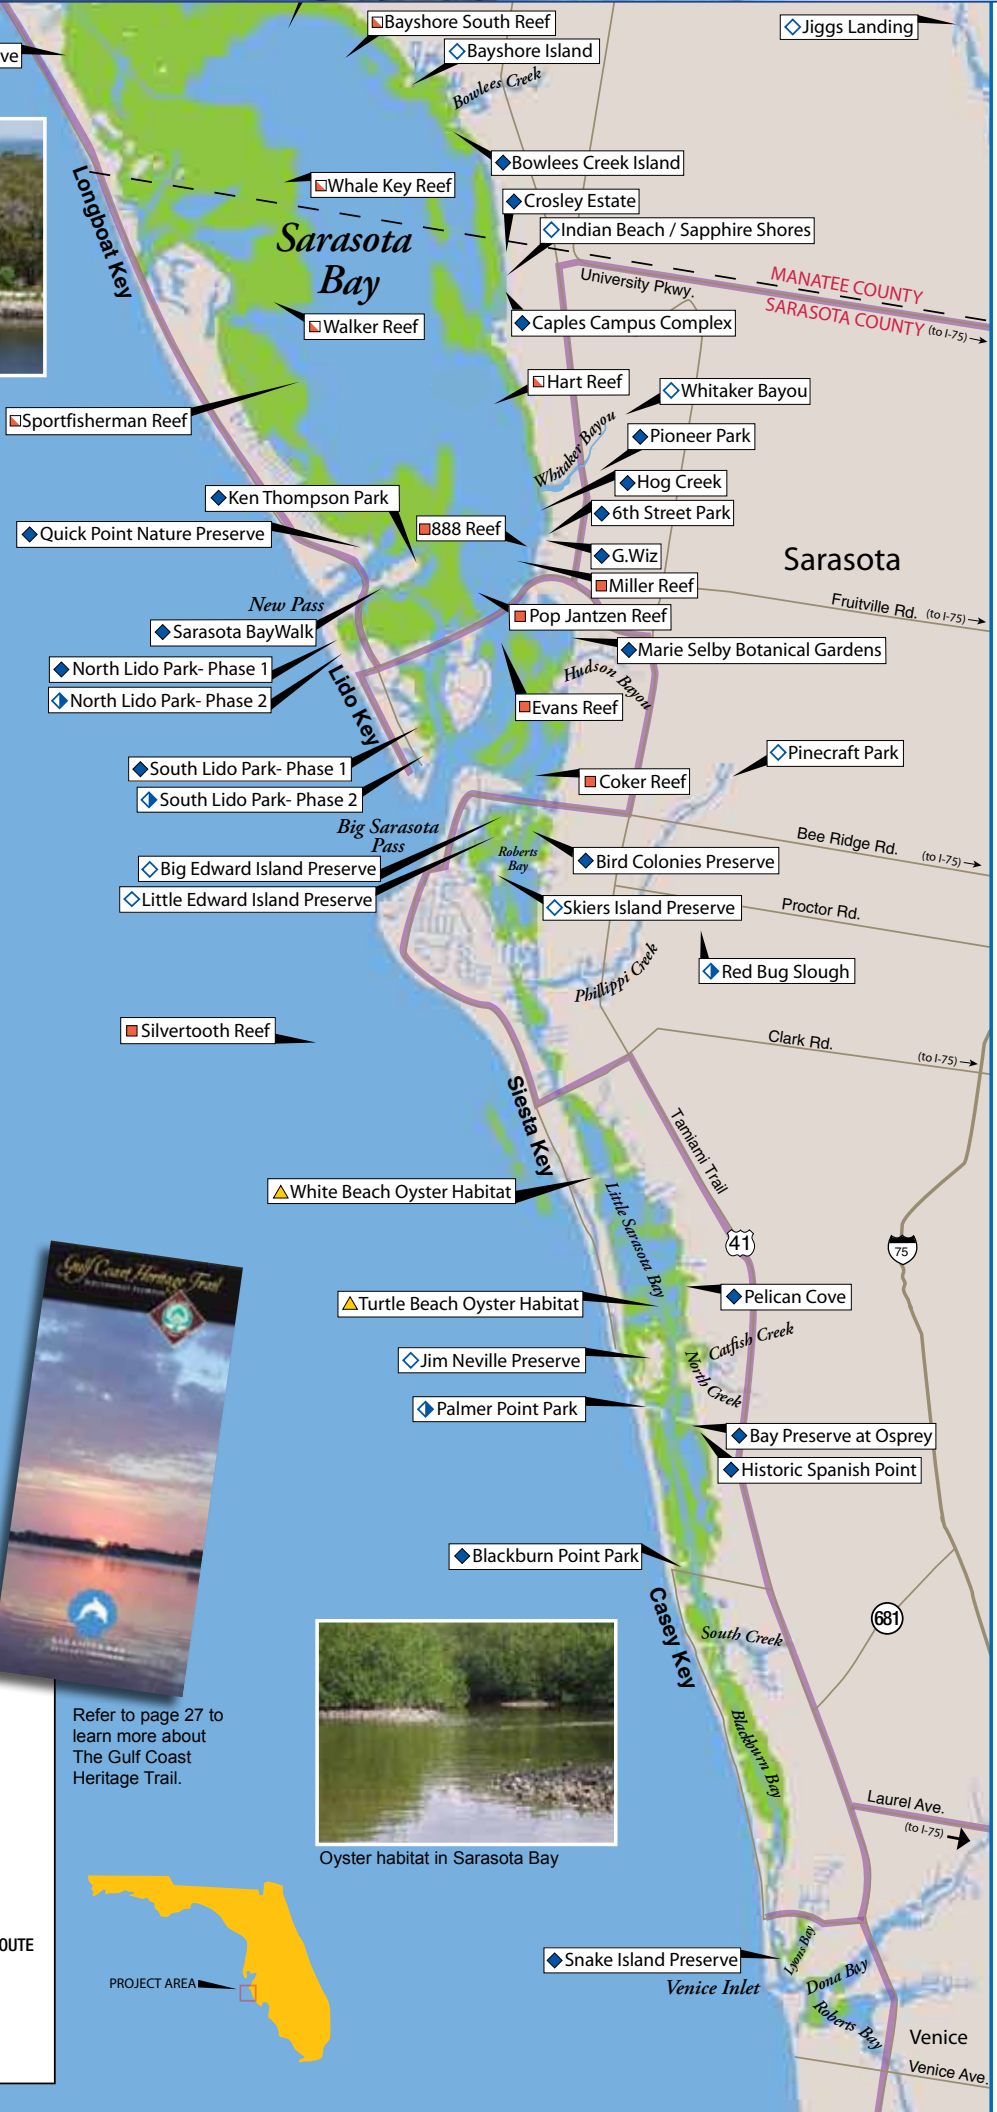 Bayshore South Reef
Jiggs Landing
ve
Bayshore Island
Bowlees Creek
Bowlees Creek Island
Longboat Key
Whale Key Reef
Crosley Estate
Sarasota
Bay
Indian Beach / Sapphire Shores
University Pkwy.
MANATEE COUNTY
SARASOTA COUNTY
(to I-75)
Walker Reef
Caples Campus Complex
Hart Reef
Whitaker Bayou
Sportfisherman Reef
Whitaker Bayou
Pioneer Park
Hog Creek
Ken Thompson Park
6th Street Park
888 Reef
Quick Point Nature Preserve
G.Wiz
Sarasota
Miller Reef
New Pass
Fruitville Rd. (to I-75)
Pop Jantzen Reef
Sarasota BayWalk
Marie Selby Botanical Gardens
North Lido Park- Phase 1
Hudson Bayou
North Lido Park- Phase 2
Lido Key
Evans Reef
Pinecraft Park
South Lido Park- Phase 1
Coker Reef
South Lido Park- Phase 2
Big Sarasota
Pass
Bee Ridge Rd. (to I-75)
Roberts
Bay
Bird Colonies Preserve
Big Edward Island Preserve
Little Edward Island Preserve
Skiers Island Preserve
Proctor Rd.
Phillippi Creek
Red Bug Slough
Silvertooth Reef
Clark Rd.
(to I-75)
Siesta Key
Tamiami Trail
White Beach Oyster Habitat
Little Sarasota Bay
41
75
Gulf Coast Heritage Trail
Pelican Cove
Turtle Beach Oyster Habitat
Catfish Creek
Jim Neville Preserve
North Creek
Palmer Point Park
Bay Preserve at Osprey
Historic Spanish Point
Blackburn Point Park
Casey Key
681
South Creek
Refer to page 27 to
learn more about
The Gulf Coast
Heritage Trail.
Blackburn Bay
Laurel Ave.
(to I-75)
Oyster habitat in Sarasota Bay
OUTE
Snake Island Preserve
Lyons Bay
PROJECT AREA
Venice Inlet
Dona Bay
Roberts Bay
Venice
Venice Ave.